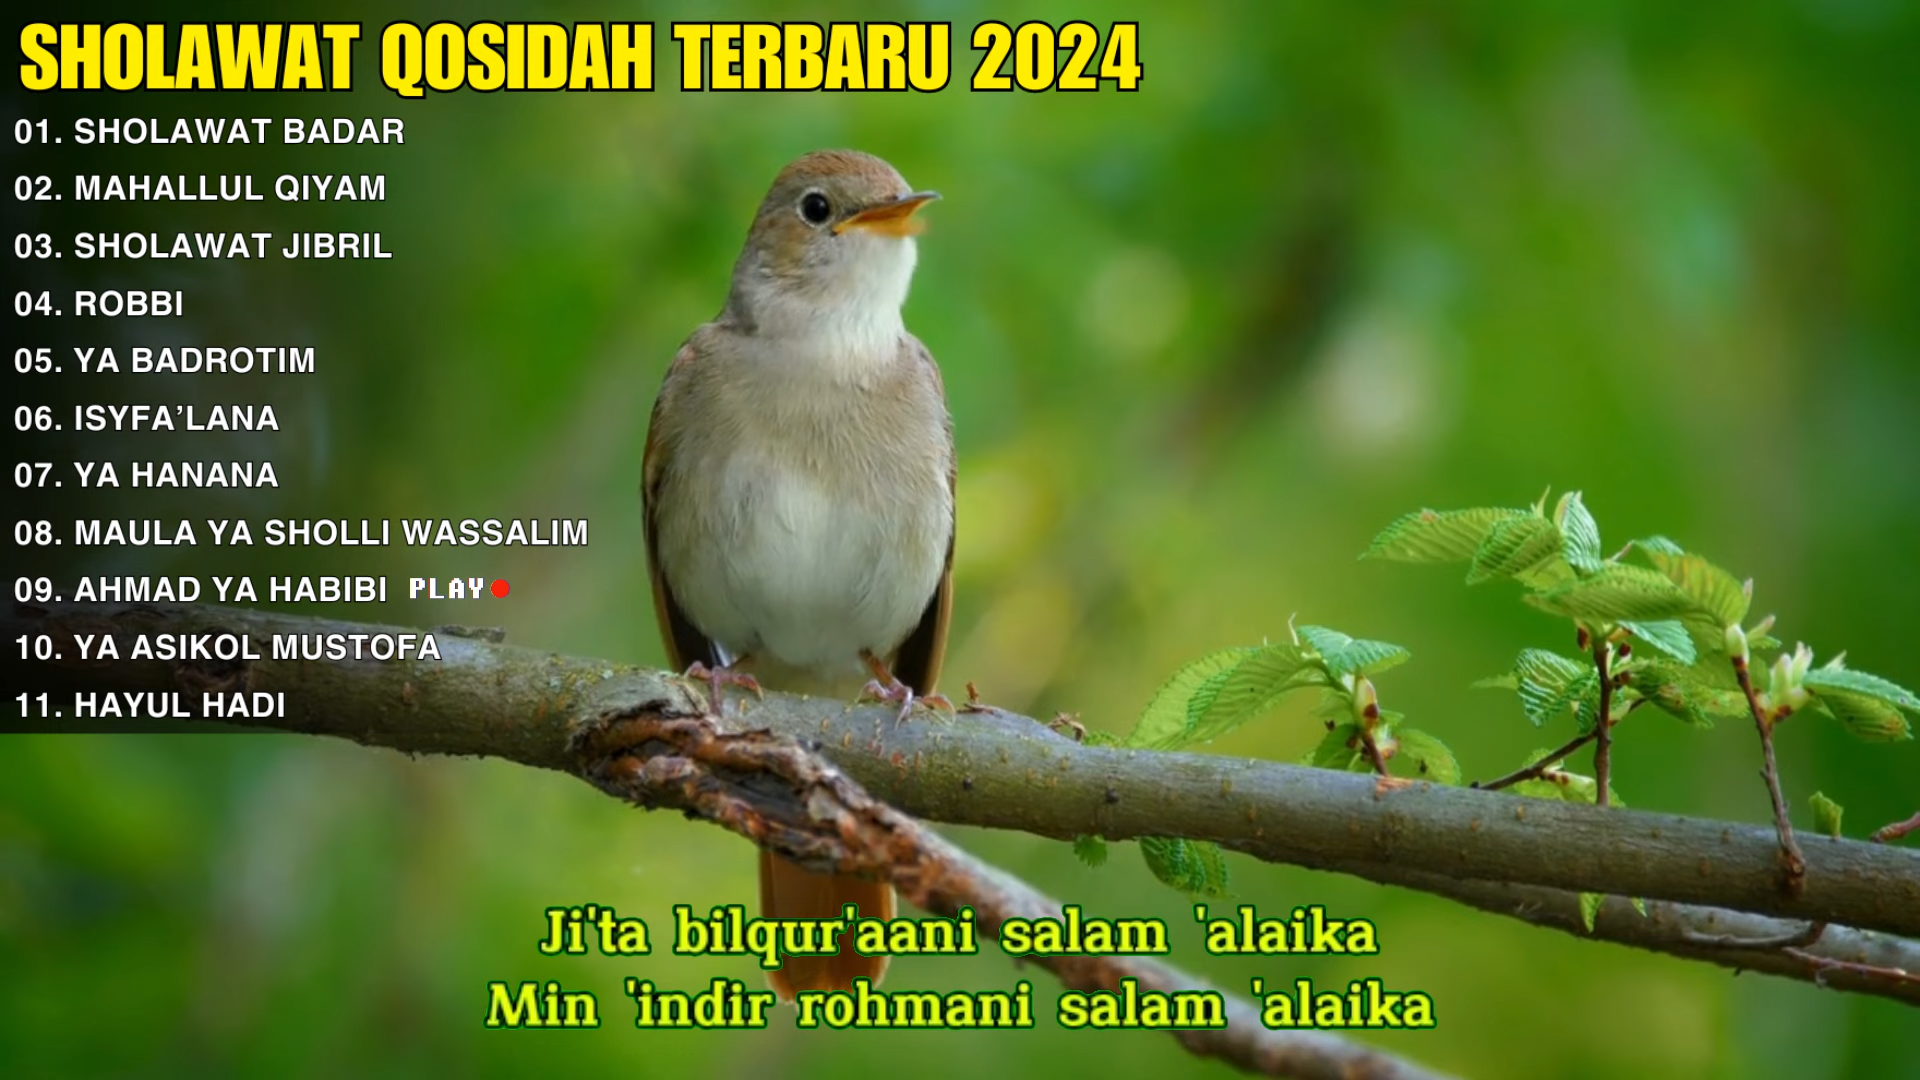 SHOLAWAT QOSIDAH TERBARU 2024
01. SHOLAWAT BADAR
02. MAHALLUL QIYAM
03. SHOLAWAT JIBRIL
04. ROBBI
05. YA BADROTIM
06. ISYFA’LANA
07. YA HANANA
08. MAULA YA SHOLLI WASSALIM
09. AHMAD YA HABIBI PLAY
10. YA ASIKOL MUSTOFA
11. HAYUL HADI
Ji'ta bilqur'aani salam 'alaika
Min 'indir rohmani salam 'alaika